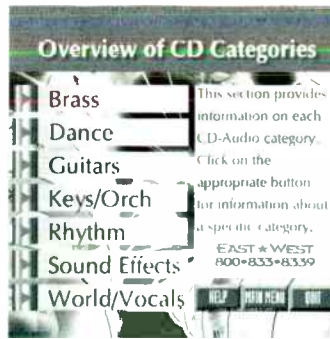 Overview of CD Categories
Brass
Dance
Guitars
Keys/Orch
Rhythm
Sound Effects
World/Vocals
This section provides
information on each
CD-Audio category.
Click on the
appropriate button
for information about
a specific category.
EAST ★ WEST
800•833•8339
HELP MAIN MENU QUIT